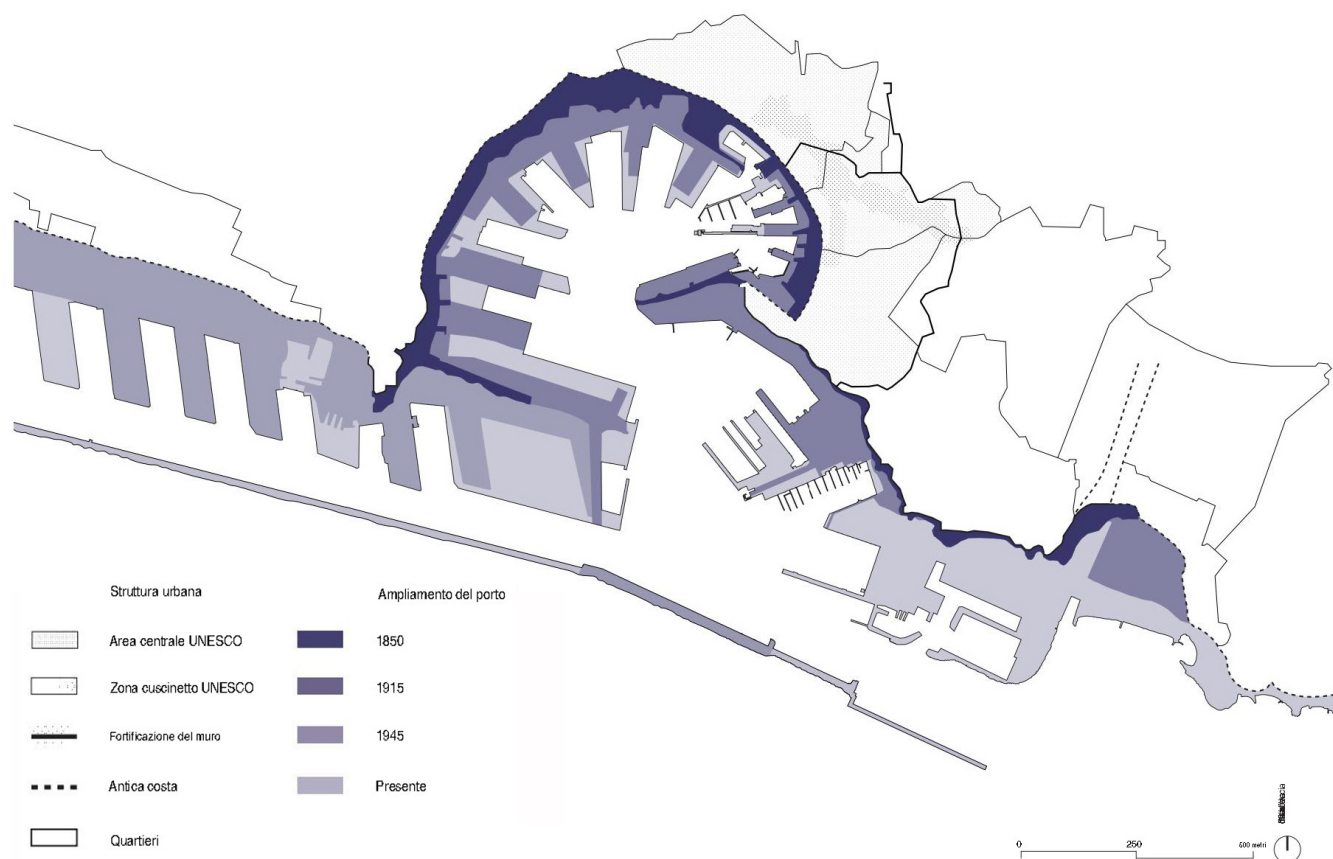 Struttura urbana
Area centrale UNESCO
Zona cuscinetto UNESCO
Fortificazione del muro
Antica costa
Quartieri
Ampliamento del porto
1850
1915
1945
Presente
0 250 500 metri